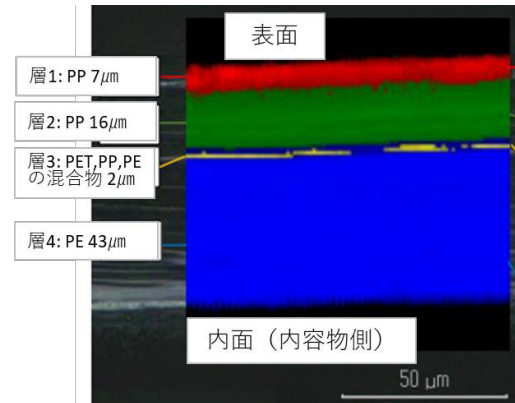 表面
層1: PP 7㎛
層2: PP 16㎛
層3: PET,PP,PE
の混合物 2㎛
層4: PE 43㎛
内面（内容物側）
50 µm